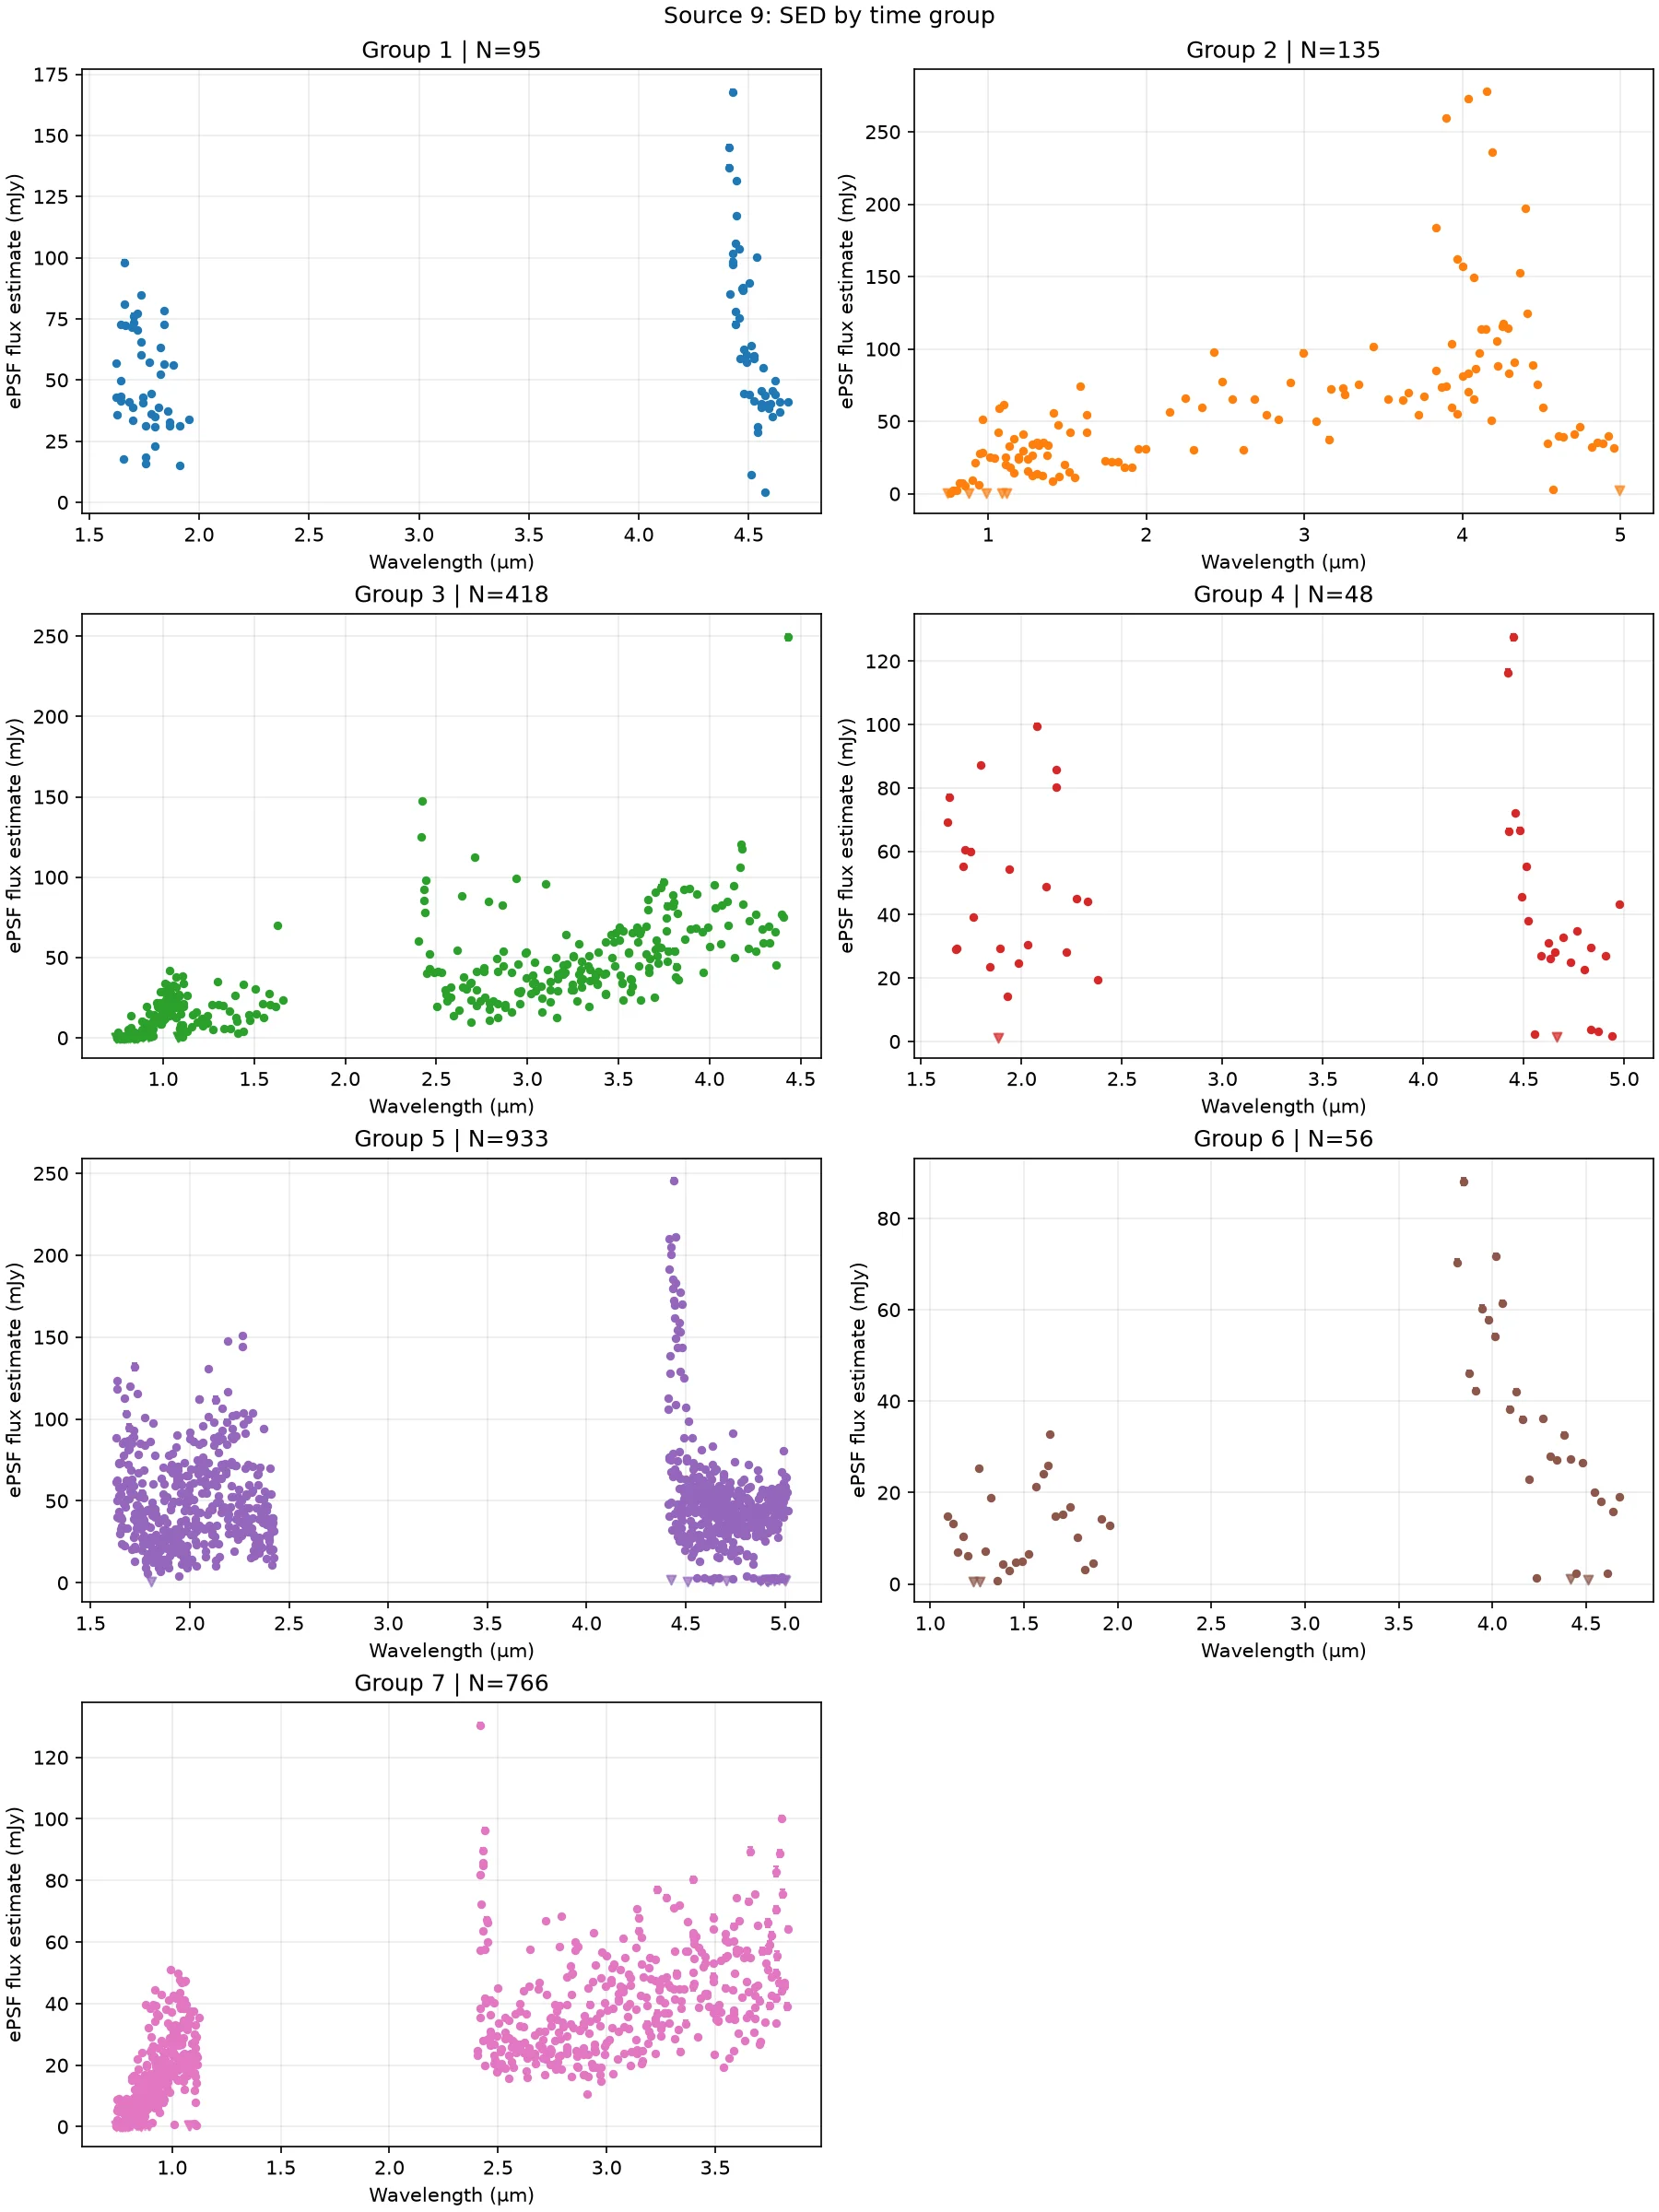 Source 9: SED by time group
Group 1 | N=95
175
150
125
100
75
50
25
0
ePSF flux estimate (mJy)
1.5 2.0 2.5 3.0 3.5 4.0 4.5
Wavelength (μm)
Group 2 | N=135
250
200
150
100
50
0
ePSF flux estimate (mJy)
1 2 3 4 5
Wavelength (μm)
Group 3 | N=418
250
200
150
100
50
0
ePSF flux estimate (mJy)
1.0 1.5 2.0 2.5 3.0 3.5 4.0 4.5
Wavelength (μm)
Group 4 | N=48
120
100
80
60
40
20
0
ePSF flux estimate (mJy)
1.5 2.0 2.5 3.0 3.5 4.0 4.5 5.0
Wavelength (μm)
Group 5 | N=933
250
200
150
100
50
0
ePSF flux estimate (mJy)
1.5 2.0 2.5 3.0 3.5 4.0 4.5 5.0
Wavelength (μm)
Group 6 | N=56
80
60
40
20
0
ePSF flux estimate (mJy)
1.0 1.5 2.0 2.5 3.0 3.5 4.0 4.5
Wavelength (μm)
Group 7 | N=766
120
100
80
60
40
20
0
ePSF flux estimate (mJy)
1.0 1.5 2.0 2.5 3.0 3.5
Wavelength (μm)